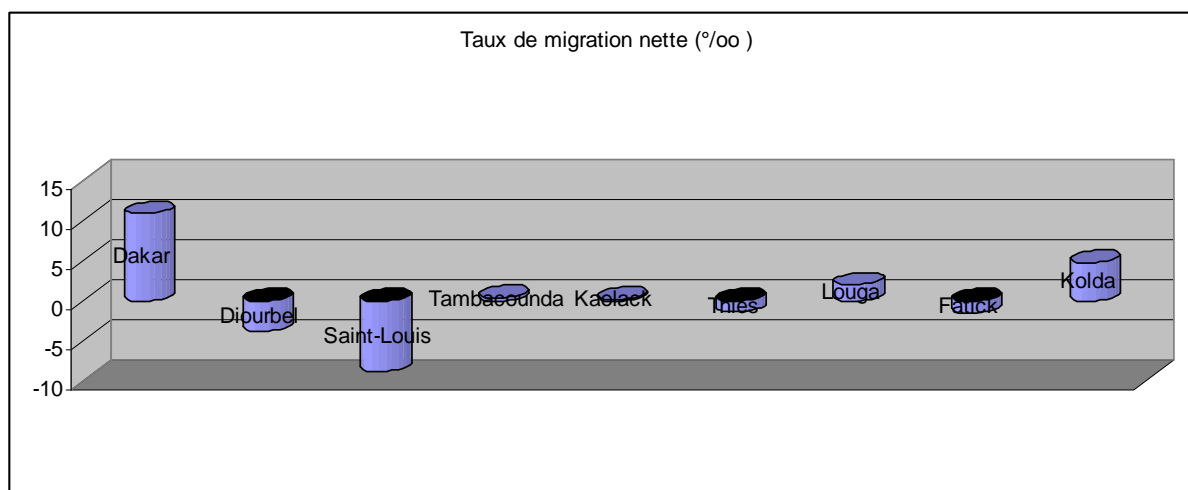 Taux de migration nette (°/oo )
15
10
5
0
-5
-10
Dakar
Diourbel
Saint-Louis
Tambacounda
Kaolack
Thies
Louga
Fatick
Kolda